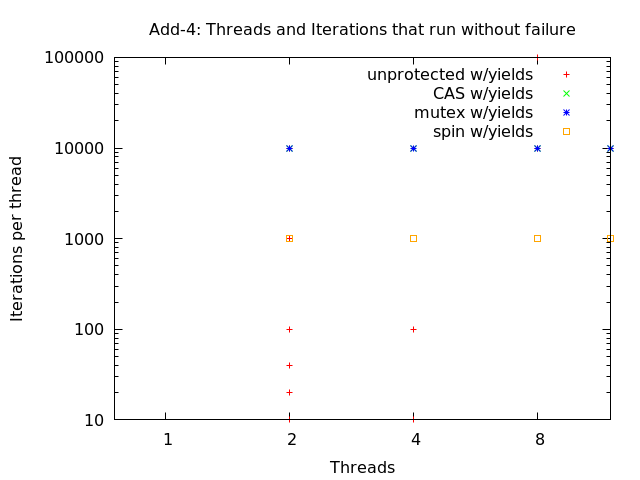 Add-4: Threads and Iterations that run without failure
100000
10000
1000
100
10
Iterations per thread
unprotected w/yields
CAS w/yields
mutex w/yields
spin w/yields
1 2 4 8
Threads